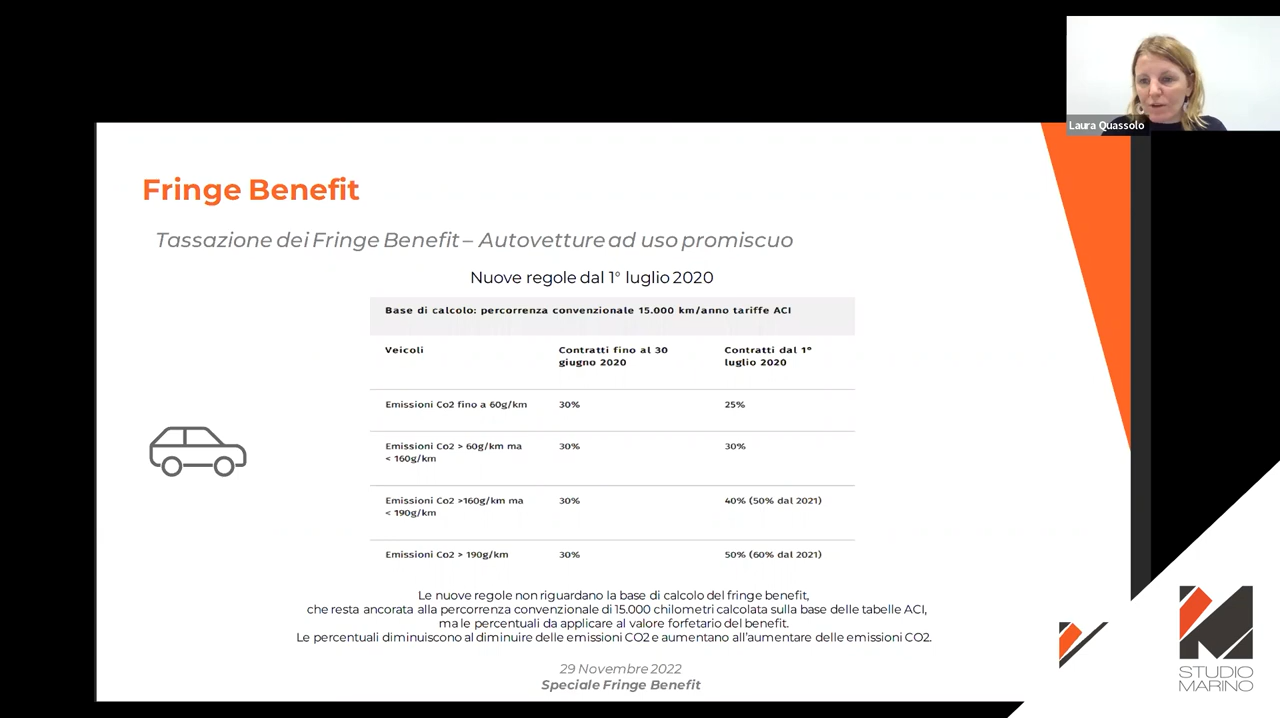 Laura Quassolo
Fringe Benefit
Tassazione dei Fringe Benefit – Autovetture ad uso promiscuo
Nuove regole dal 1° luglio 2020
Base di calcolo: percorrenza convenzionale 15.000 km/anno tariffe ACI
Veicoli
Contratti fino al 30
giugno 2020
Contratti dal 1°
luglio 2020
Emissioni Co2 fino a 60g/km
30%
25%
Emissioni Co2 > 60g/km ma
< 160g/km
30%
30%
Emissioni Co2 >160g/km ma
< 190g/km
30%
40% (50% dal 2021)
Emissioni Co2 > 190g/km
30%
50% (60% dal 2021)
Le nuove regole non riguardano la base di calcolo del fringe benefit,
che resta ancorata alla percorrenza convenzionale di 15.000 chilometri calcolata sulla base delle tabelle ACI,
ma le percentuali da applicare al valore forfetario del benefit.
Le percentuali diminuiscono al diminuire delle emissioni CO2 e aumentano all'aumentare delle emissioni CO2.
29 Novembre 2022
Speciale Fringe Benefit
STUDIO
MARINO